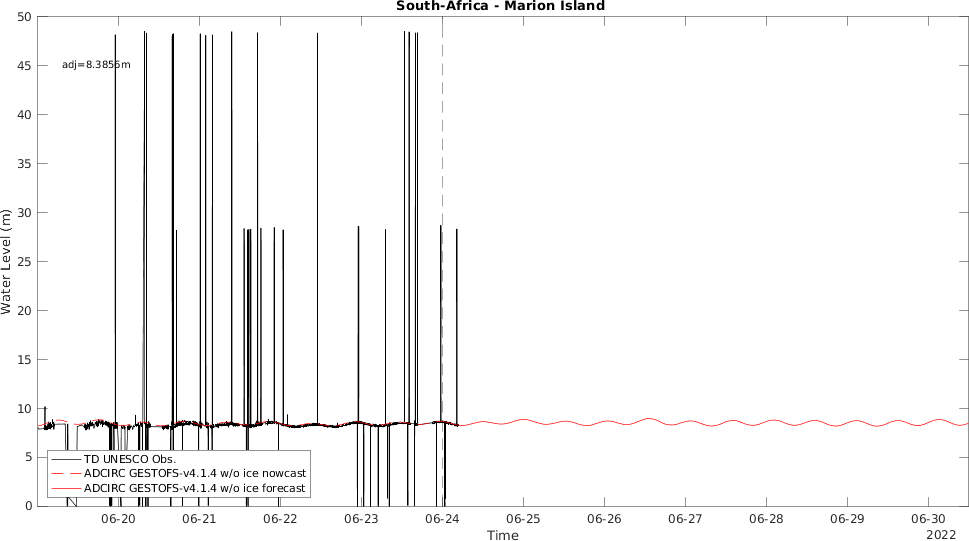 South-Africa - Marion Island
50
45
40
35
30
25
20
15
10
5
0
Water Level (m)
adj=8.3855m
TD UNESCO Obs.
ADCIRC GESTOFS-v4.1.4 w/o ice nowcast
ADCIRC GESTOFS-v4.1.4 w/o ice forecast
06-20 06-21 06-22 06-23 06-24 06-25 06-26 06-27 06-28 06-29 06-30
Time
2022